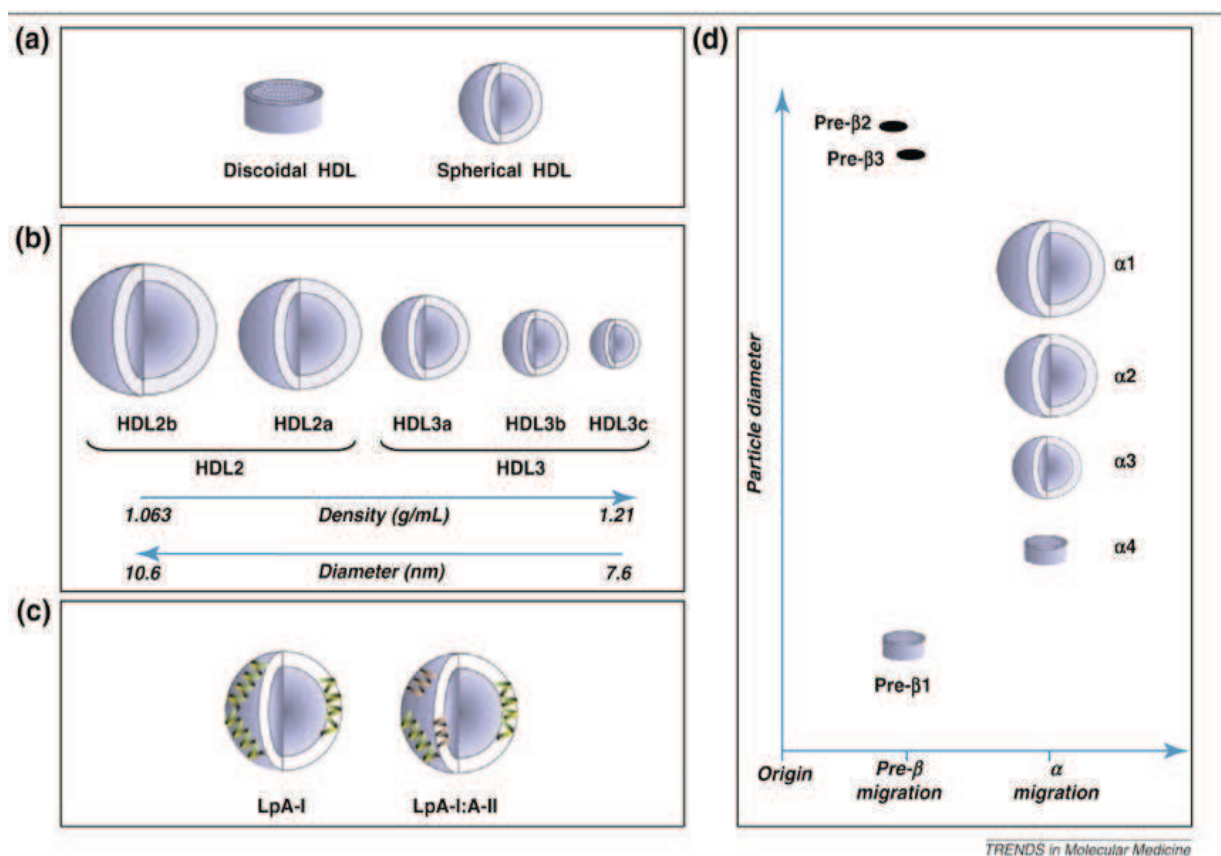 (a)
Discoidal HDL
Spherical HDL
(b)
HDL2b
HDL2a
HDL3a
HDL3b
HDL3c
HDL2
HDL3
1.063
Density (g/mL)
1.21
10.6
Diameter (nm)
7.6
(c)
LpA-I
LpA-I:A-II
(d)
Particle diameter
Pre-β2
Pre-β3
α1
α2
α3
α4
Pre-β1
Origin
Pre-β
migration
α
migration
TRENDS in Molecular Medicine